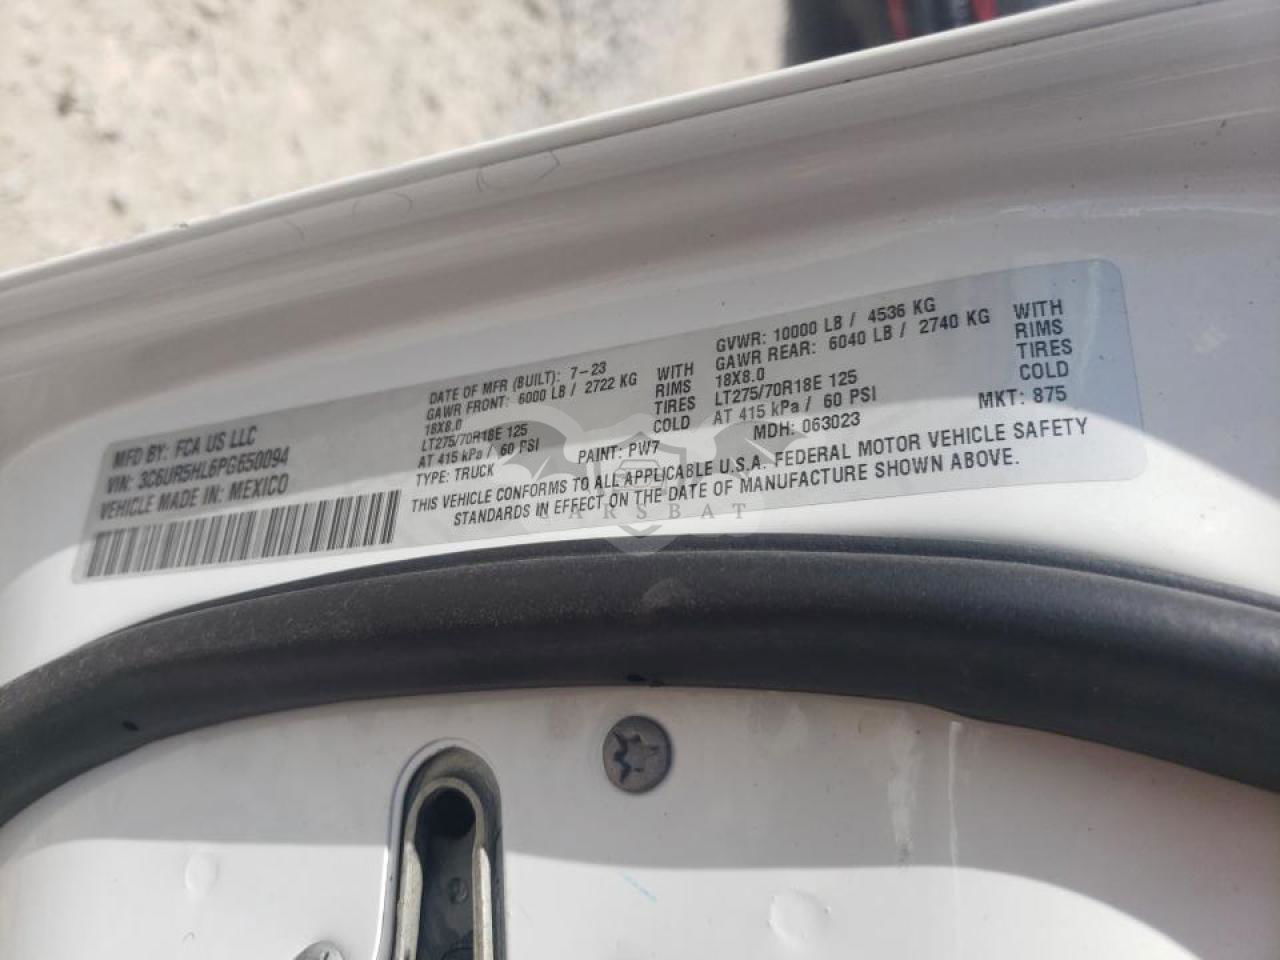 MFD BY: FCA US LLC
VIN: 3C6UR5HL6PG650094
VEHICLE MADE IN: MEXICO
DATE OF MFR (BUILT): 7-23
GAWR FRONT: 6000 LB / 2722 KG
18X8.0
LT275/70R18E 125
AT 415 kPa / 60 PSI
TYPE: TRUCK
WITH
RIMS
TIRES
COLD
PAINT: PW7
GVWR: 10000 LB / 4536 KG
GAWR REAR: 6040 LB / 2740 KG
18X8.0
LT275/70R18E 125
AT 415 kPa / 60 PSI
MDH: 063023
WITH
RIMS
TIRES
COLD
MKT: 875
THIS VEHICLE CONFORMS TO ALL APPLICABLE U.S.A. FEDERAL MOTOR VEHICLE SAFETY
STANDARDS IN EFFECT ON THE DATE OF MANUFACTURE SHOWN ABOVE.
CARSBAT